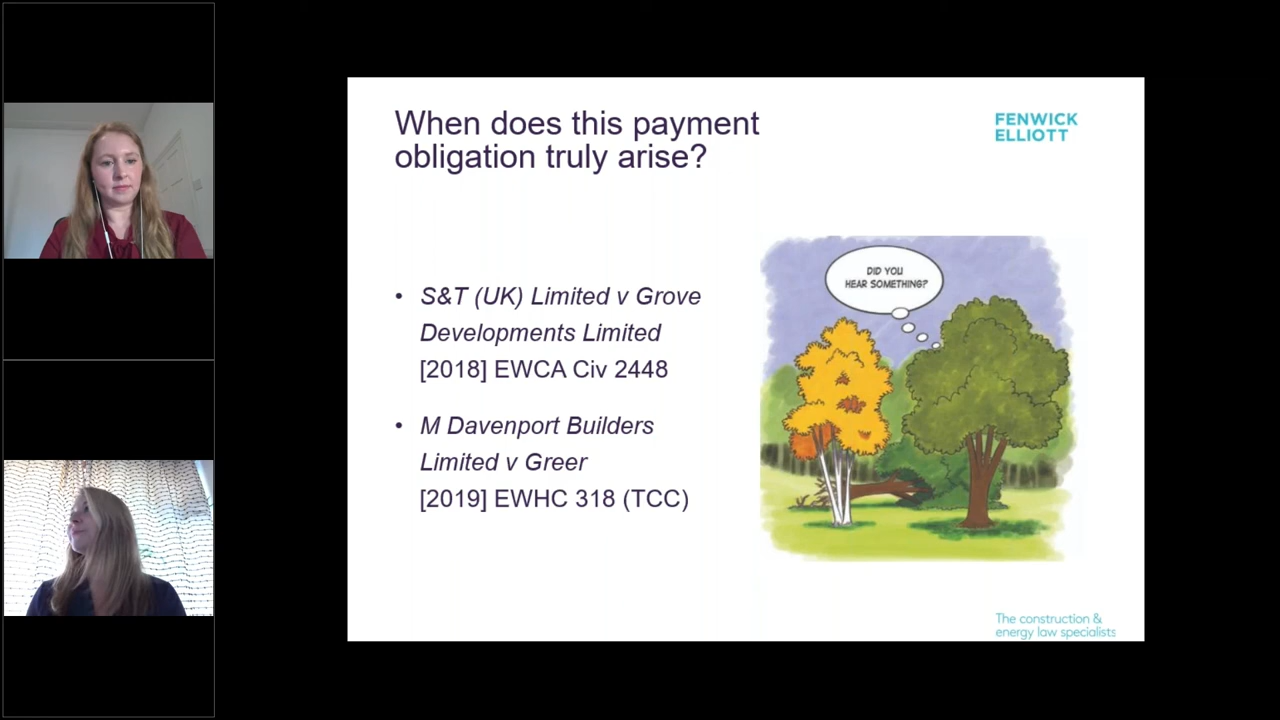 When does this payment
obligation truly arise?
FENWICK
ELLIOTT
• S&T (UK) Limited v Grove
Developments Limited
[2018] EWCA Civ 2448
• M Davenport Builders
Limited v Greer
[2019] EWHC 318 (TCC)
DID YOU
HEAR SOMETHING?
The construction &
energy law specialists